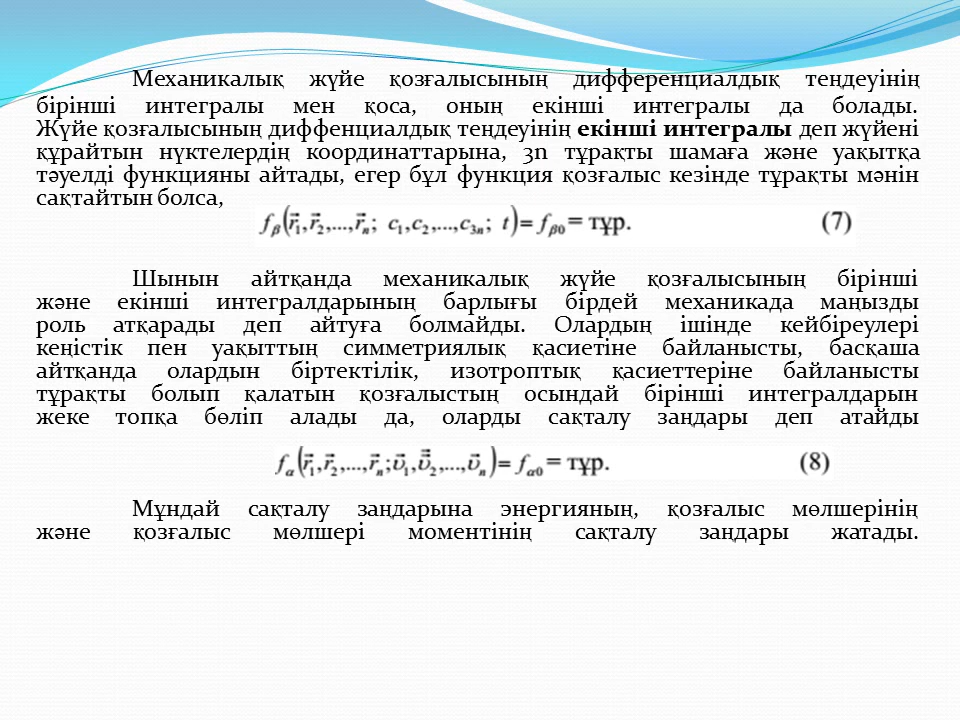 Механикалық жүйе қозғалысының дифференциалдық теңдеуінің
бірінші интегралы мен қоса, оның екінші интегралы да болады.
Жүйе қозғалысының диффенциалдық теңдеуінің екінші интегралы деп жүйені
құрайтын нүктелердің координаттарына, 3n тұрақты шамаға және уақытқа
тәуелді функцияны айтады, егер бұл функция қозғалыс кезінде тұрақты мәнін
сақтайтын болса,
f_β(r⃗₁,r⃗₂,...,r⃗ₙ; c₁,c₂,...,c₃ₙ; t)= f_β0 = тұр. (7)
Шынын айтқанда механикалық жүйе қозғалысының бірінші
және екінші интегралдарының барлығы бірдей механикада маңызды
роль атқарады деп айтуға болмайды. Олардың ішінде кейбіреулері
кеңістік пен уақыттың симметриялық қасиетіне байланысты, басқаша
айтқанда олардын біртектілік, изотроптық қасиеттеріне байланысты
тұрақты болып қалатын қозғалыстың осындай бірінші интегралдарын
жеке топқа бөліп алады да, оларды сақталу заңдары деп атайды
f_α(r⃗₁,r⃗₂,...,r⃗ₙ;υ⃗₁,υ⃗₂,...,υ⃗ₙ)= f_α0 = тұр. (8)
Мұндай сақталу заңдарына энергияның, қозғалыс мөлшерінің
және қозғалыс мөлшері моментінің сақталу заңдары жатады.